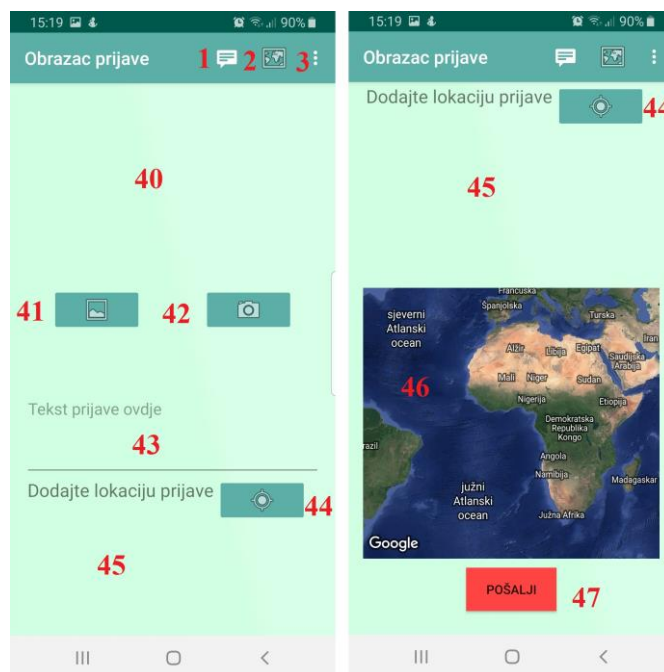 15:19 90%
Obrazac prijave 1 2 3
40
41 42
Tekst prijave ovdje
43
Dodajte lokaciju prijave 44
45
15:19 90%
Obrazac prijave
Dodajte lokaciju prijave 44
45
Francuska
sjeverni Atlanski ocean
Španjolska
Turska
Iran
Alžir
Libija
Egipat
Saudijska Arabija
46
Mali
Niger
Sudan
Nigerija
Etiopija
Demokratska Republika Kongo
razil
Angola
Namibija
Madagaskar
južni Atlanski ocean
Južna Afrika
Google
POŠALJI 47